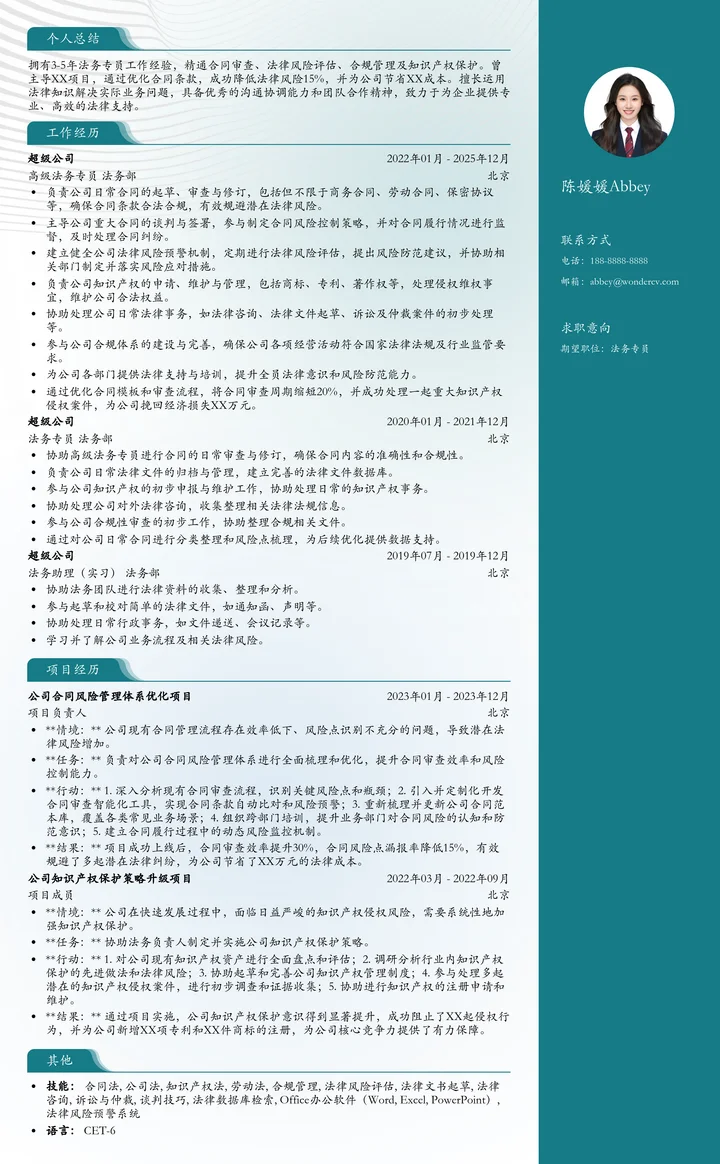 个人总结
拥有3-5年法务专员工作经验，精通合同审查、法律风险评估、合规管理及知识产权保护。曾
主导XX项目，通过优化合同条款，成功降低法律风险15%，并为公司节省XX成本。擅长运用
法律知识解决实际业务问题，具备优秀的沟通协调能力和团队合作精神，致力于为企业提供专
业、高效的法律支持。
工作经历
超级公司 2022年01月 - 2025年12月
高级法务专员 法务部 北京
• 负责公司日常合同的起草、审查与修订，包括但不限于商务合同、劳动合同、保密协议
等，确保合同条款合法合规，有效规避潜在法律风险。
• 主导公司重大合同的谈判与签署，参与制定合同风险控制策略，并对合同履行情况进行监
督，及时处理合同纠纷。
• 建立健全公司法律风险预警机制，定期进行法律风险评估，提出风险防范建议，并协助相
关部门制定并落实风险应对措施。
• 负责公司知识产权的申请、维护与管理，包括商标、专利、著作权等，处理侵权维权事
宜，维护公司合法权益。
• 协助处理公司日常法律事务，如法律咨询、法律文件起草、诉讼及仲裁案件的初步处理
等。
• 参与公司合规体系的建设与完善，确保公司各项经营活动符合国家法律法规及行业监管要
求。
• 为公司各部门提供法律支持与培训，提升全员法律意识和风险防范能力。
• 通过优化合同模板和审查流程，将合同审查周期缩短20%，并成功处理一起重大知识产权
侵权案件，为公司挽回经济损失XX万元。
超级公司 2020年01月 - 2021年12月
法务专员 法务部 北京
• 协助高级法务专员进行合同的日常审查与修订，确保合同内容的准确性和合规性。
• 负责公司日常法律文件的归档与管理，建立完善的法律文件数据库。
• 参与公司知识产权的初步申报与维护工作，协助处理日常的知识产权事务。
• 协助处理公司对外法律咨询，收集整理相关法律法规信息。
• 参与公司合规性审查的初步工作，协助整理合规相关文件。
• 通过对公司日常合同进行分类整理和风险点梳理，为后续优化提供数据支持。
超级公司 2019年07月 - 2019年12月
法务助理（实习） 法务部 北京
• 协助法务团队进行法律资料的收集、整理和分析。
• 参与起草和校对简单的法律文件，如通知函、声明等。
• 协助处理日常行政事务，如文件递送、会议记录等。
• 学习并了解公司业务流程及相关法律风险。
项目经历
公司合同风险管理体系优化项目 2023年01月 - 2023年12月
项目负责人 北京
• **情境：** 公司现有合同管理流程存在效率低下、风险点识别不充分的问题，导致潜在法
律风险增加。
• **任务：** 负责对公司合同风险管理体系进行全面梳理和优化，提升合同审查效率和风险
控制能力。
• **行动：** 1. 深入分析现有合同审查流程，识别关键风险点和瓶颈；2. 引入并定制化开发
合同审查智能化工具，实现合同条款自动比对和风险预警；3. 重新梳理并更新公司合同范
本库，覆盖各类常见业务场景；4. 组织跨部门培训，提升业务部门对合同风险的认知和防
范意识；5. 建立合同履行过程中的动态风险监控机制。
• **结果：** 项目成功上线后，合同审查效率提升30%，合同风险点漏报率降低15%，有效
规避了多起潜在法律纠纷，为公司节省了XX万元的法律成本。
公司知识产权保护策略升级项目 2022年03月 - 2022年09月
项目成员 北京
• **情境：** 公司在快速发展过程中，面临日益严峻的知识产权侵权风险，需要系统性地加
强知识产权保护。
• **任务：** 协助法务负责人制定并实施公司知识产权保护策略。
• **行动：** 1. 对公司现有知识产权资产进行全面盘点和评估；2. 调研分析行业内知识产权
保护的先进做法和法律风险；3. 协助起草和完善公司知识产权管理制度；4. 参与处理多起
潜在的知识产权侵权案件，进行初步调查和证据收集；5. 协助进行知识产权的注册申请和
维护。
• **结果：** 通过项目实施，公司知识产权保护意识得到显著提升，成功阻止了XX起侵权行
为，并为公司新增XX项专利和XX件商标的注册，为公司核心竞争力提供了有力保障。
其他
• 技能： 合同法, 公司法, 知识产权法, 劳动法, 合规管理, 法律风险评估, 法律文书起草, 法律
咨询, 诉讼与仲裁, 谈判技巧, 法律数据库检索, Office办公软件（Word, Excel, PowerPoint）,
法律风险预警系统
• 语言： CET-6
陈媛媛Abbey
联系方式
电话：188-8888-8888
邮箱：abbey@wondercv.com
求职意向
期望职位：法务专员